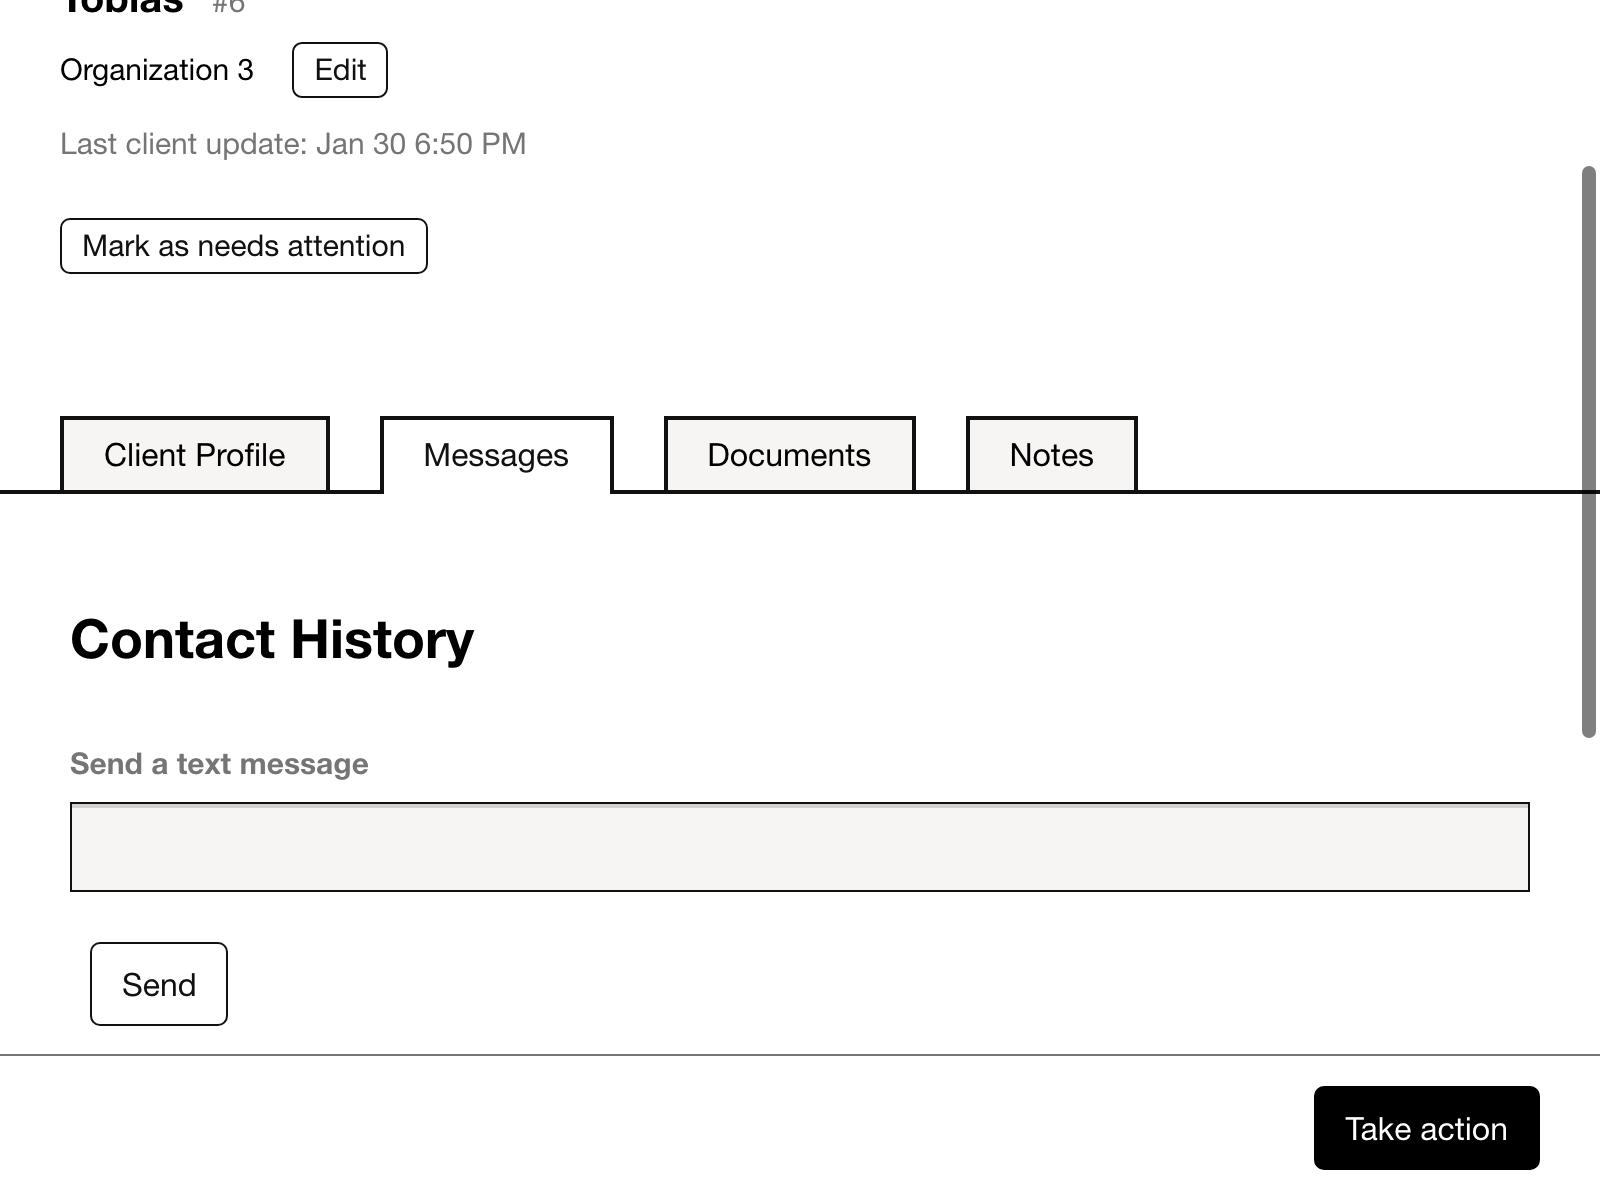 Tobias #6
Organization 3 Edit
Last client update: Jan 30 6:50 PM
Mark as needs attention
Client Profile Messages Documents Notes
Contact History
Send a text message
Send
Take action